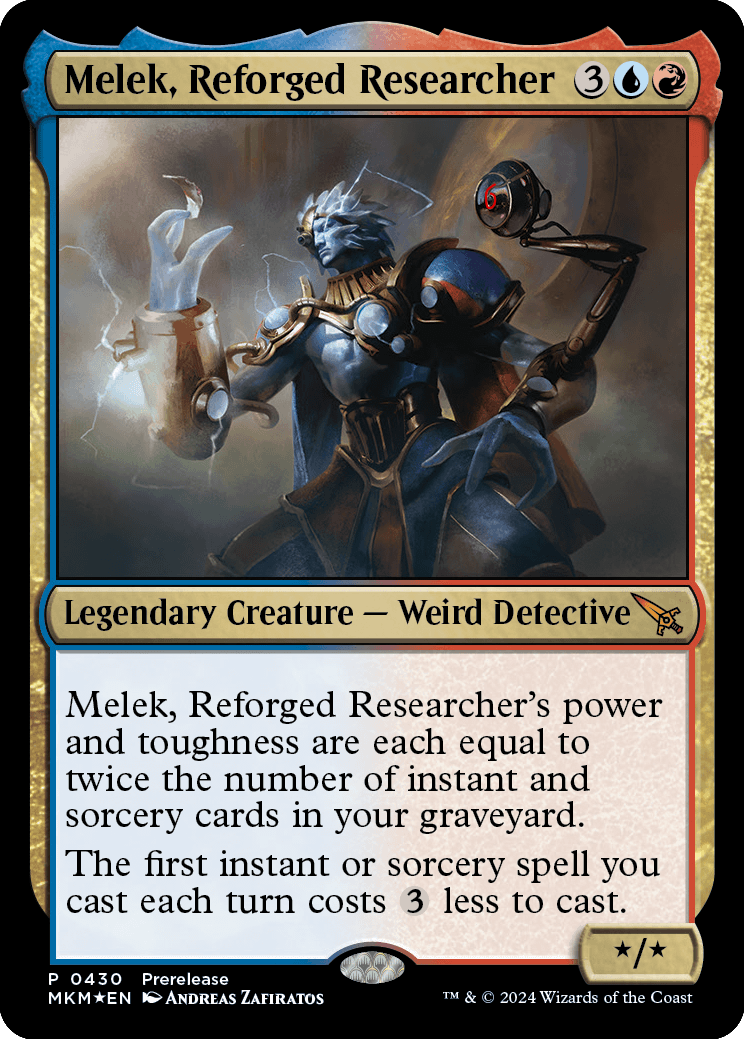 Melek, Reforged Researcher 3
6
Legendary Creature — Weird Detective
Melek, Reforged Researcher's power
and toughness are each equal to
twice the number of instant and
sorcery cards in your graveyard.
The first instant or sorcery spell you
cast each turn costs 3 less to cast.
★/★
P 0430 Prerelease
MKM★EN Andreas Zafiratos
™ & © 2024 Wizards of the Coast